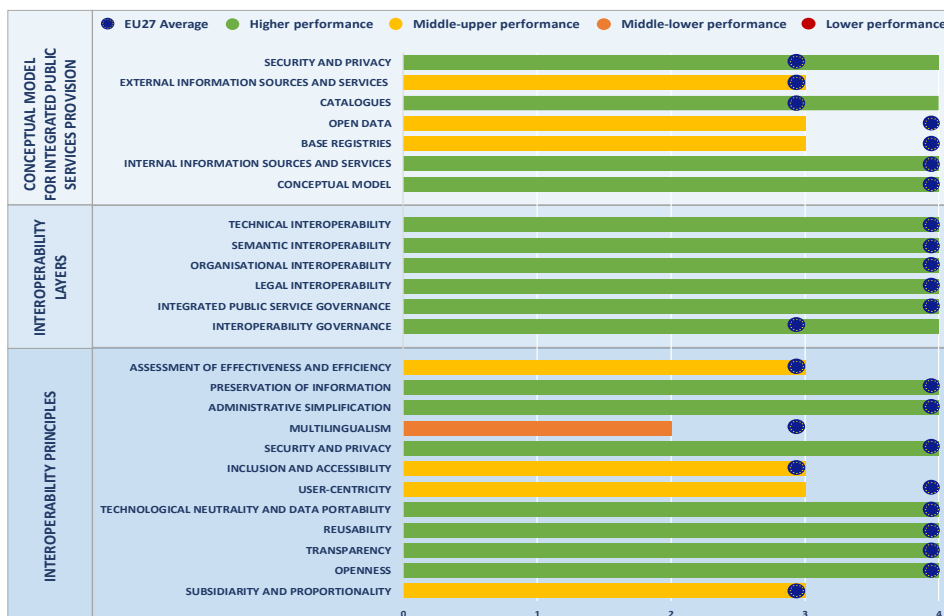 EU27 Average
Higher performance
Middle-upper performance
Middle-lower performance
Lower performance
CONCEPTUAL MODEL
FOR INTEGRATED PUBLIC
SERVICES PROVISION
SECURITY AND PRIVACY
EXTERNAL INFORMATION SOURCES AND SERVICES
CATALOGUES
OPEN DATA
BASE REGISTRIES
INTERNAL INFORMATION SOURCES AND SERVICES
CONCEPTUAL MODEL
INTEROPERABILITY
LAYERS
TECHNICAL INTEROPERABILITY
SEMANTIC INTEROPERABILITY
ORGANISATIONAL INTEROPERABILITY
LEGAL INTEROPERABILITY
INTEGRATED PUBLIC SERVICE GOVERNANCE
INTEROPERABILITY GOVERNANCE
INTEROPERABILITY PRINCIPLES
ASSESSMENT OF EFFECTIVENESS AND EFFICIENCY
PRESERVATION OF INFORMATION
ADMINISTRATIVE SIMPLIFICATION
MULTILINGUALISM
SECURITY AND PRIVACY
INCLUSION AND ACCESSIBILITY
USER-CENTRICITY
TECHNOLOGICAL NEUTRALITY AND DATA PORTABILITY
REUSABILITY
TRANSPARENCY
OPENNESS
SUBSIDIARITY AND PROPORTIONALITY
0 1 2 3 4